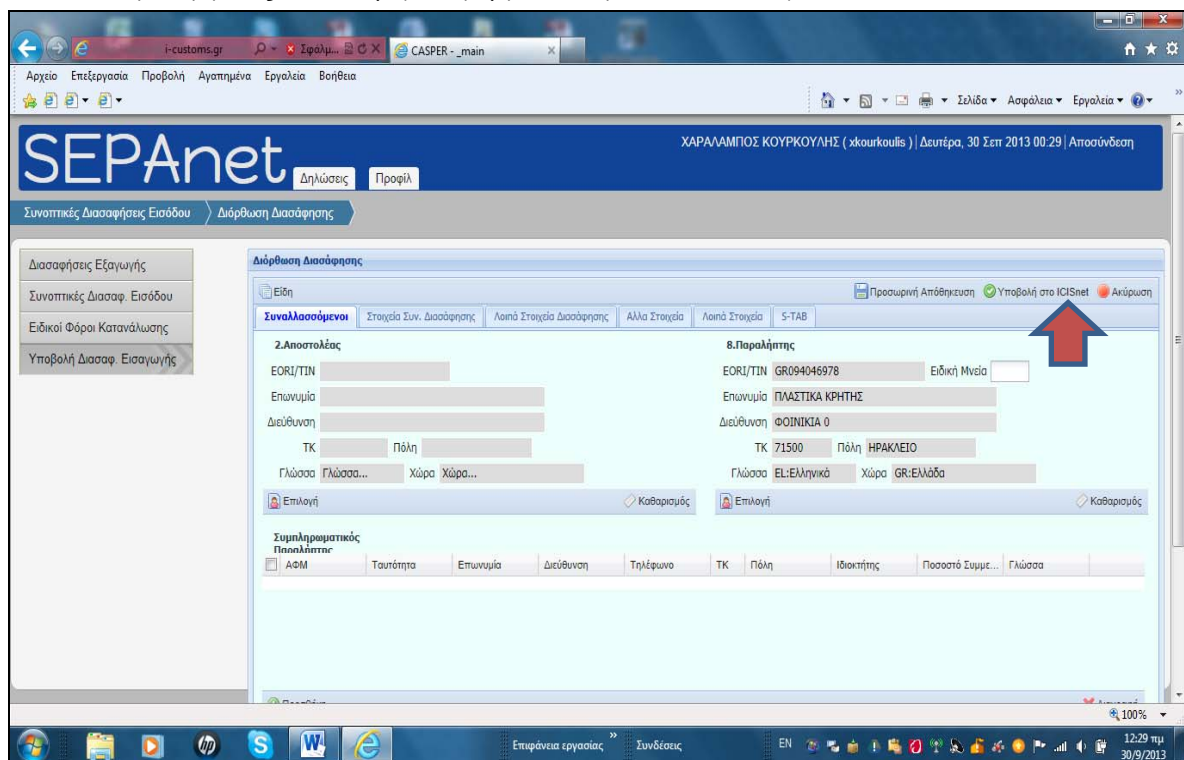 i-customs.gr
Σφαλμ...
CASPER - _main
Αρχείο Επεξεργασία Προβολή Αγαπημένα Εργαλεία Βοήθεια
Σελίδα Ασφάλεια Εργαλεία
SEPAnet
ΧΑΡΑΛΑΜΠΟΣ ΚΟΥΡΚΟΥΛΗΣ ( xkourkoulis ) | Δευτέρα, 30 Σεπ 2013 00:29 | Αποσύνδεση
Δηλώσεις Προφίλ
Συνοπτικές Διασαφήσεις Εισόδου Διόρθωση Διασάφησης
Διασαφήσεις Εξαγωγής
Συνοπτικές Διασαφ. Εισόδου
Ειδικοί Φόροι Κατανάλωσης
Υποβολή Διασαφ. Εισαγωγής
Διόρθωση Διασάφησης
Είδη Προσωρινή Αποθήκευση Υποβολή στο ICISnet Ακύρωση
Συναλλασσόμενοι Στοιχεία Συν. Διασάφησης Λοιπά Στοιχεία Διασάφησης Αλλα Στοιχεία Λοιπά Στοιχεία S-TAB
2.Αποστολέας 8.Παραλήπτης
EORI/TIN EORI/TIN GR094046978 Ειδική Μνεία
Επωνυμία Επωνυμία ΠΛΑΣΤΙΚΑ ΚΡΗΤΗΣ
Διεύθυνση Διεύθυνση ΦΟΙΝΙΚΙΑ 0
ΤΚ Πόλη ΤΚ 71500 Πόλη ΗΡΑΚΛΕΙΟ
Γλώσσα Γλώσσα... Χώρα Χώρα... Γλώσσα EL:Ελληνικά Χώρα GR:Ελλάδα
Επιλογή Καθαρισμός Επιλογή Καθαρισμός
Συμπληρωματικός
Παραλήπτης
ΑΦΜ Ταυτότητα Επωνυμία Διεύθυνση Τηλέφωνο ΤΚ Πόλη Ιδιοκτήτης Ποσοστό Συμμε... Γλώσσα
100%
Επιφάνεια εργασίας Συνδέσεις EN 12:29 πμ
30/9/2013